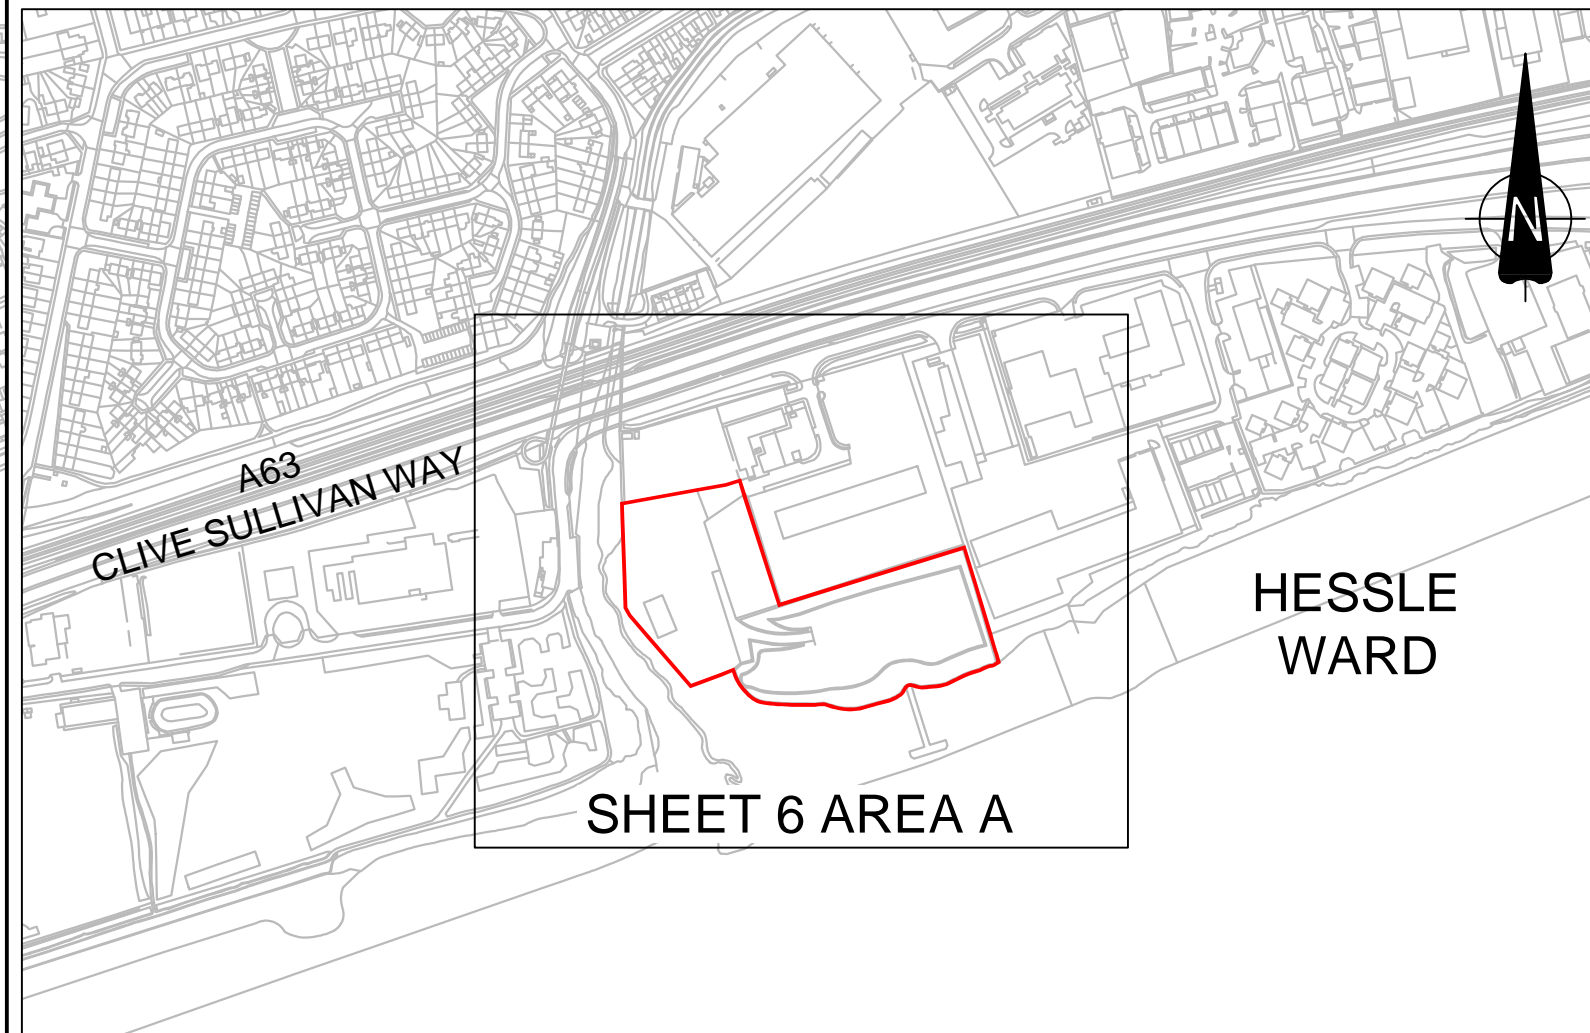 N
A63
CLIVE SULLIVAN WAY
HESSLE
WARD
SHEET 6 AREA A